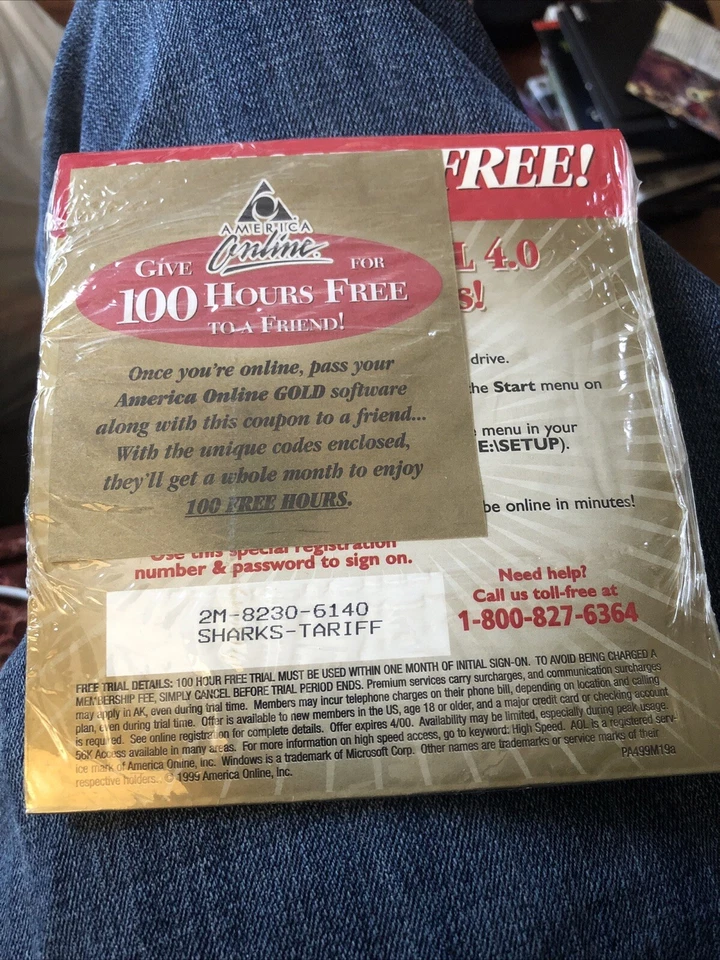 FREE!
AMERICA
Online.
GIVE FOR
100 HOURS FREE
TO A FRIEND!
L 4.0
s!
Once you're online, pass your
America Online GOLD software
along with this coupon to a friend...
With the unique codes enclosed,
they'll get a whole month to enjoy
100 FREE HOURS.
drive.
the Start menu on
menu in your
E:\SETUP).
be online in minutes!
Use this special registration
number & password to sign on.
2M-8230-6140
SHARKS-TARIFF
Need help?
Call us toll-free at
1-800-827-6364
FREE TRIAL DETAILS: 100 HOUR FREE TRIAL MUST BE USED WITHIN ONE MONTH OF INITIAL SIGN-ON. TO AVOID BEING CHARGED A
MEMBERSHIP FEE, SIMPLY CANCEL BEFORE TRIAL PERIOD ENDS. Premium services carry surcharges, and communication surcharges
may apply in AK, even during trial time. Members may incur telephone charges on their phone bill, depending on location and calling
plan, even during trial time. Offer is available to new members in the US, age 18 or older, and a major credit card or checking account
is required. See online registration for complete details. Offer expires 4/00. Availability may be limited, especially during peak usage.
56K Access available in many areas. For more information on high speed access, go to keyword: High Speed. AOL is a registered serv-
ice mark of America Online, Inc. Windows is a trademark of Microsoft Corp. Other names are trademarks or service marks of their
respective holders. © 1999 America Online, Inc.
PA499M19a